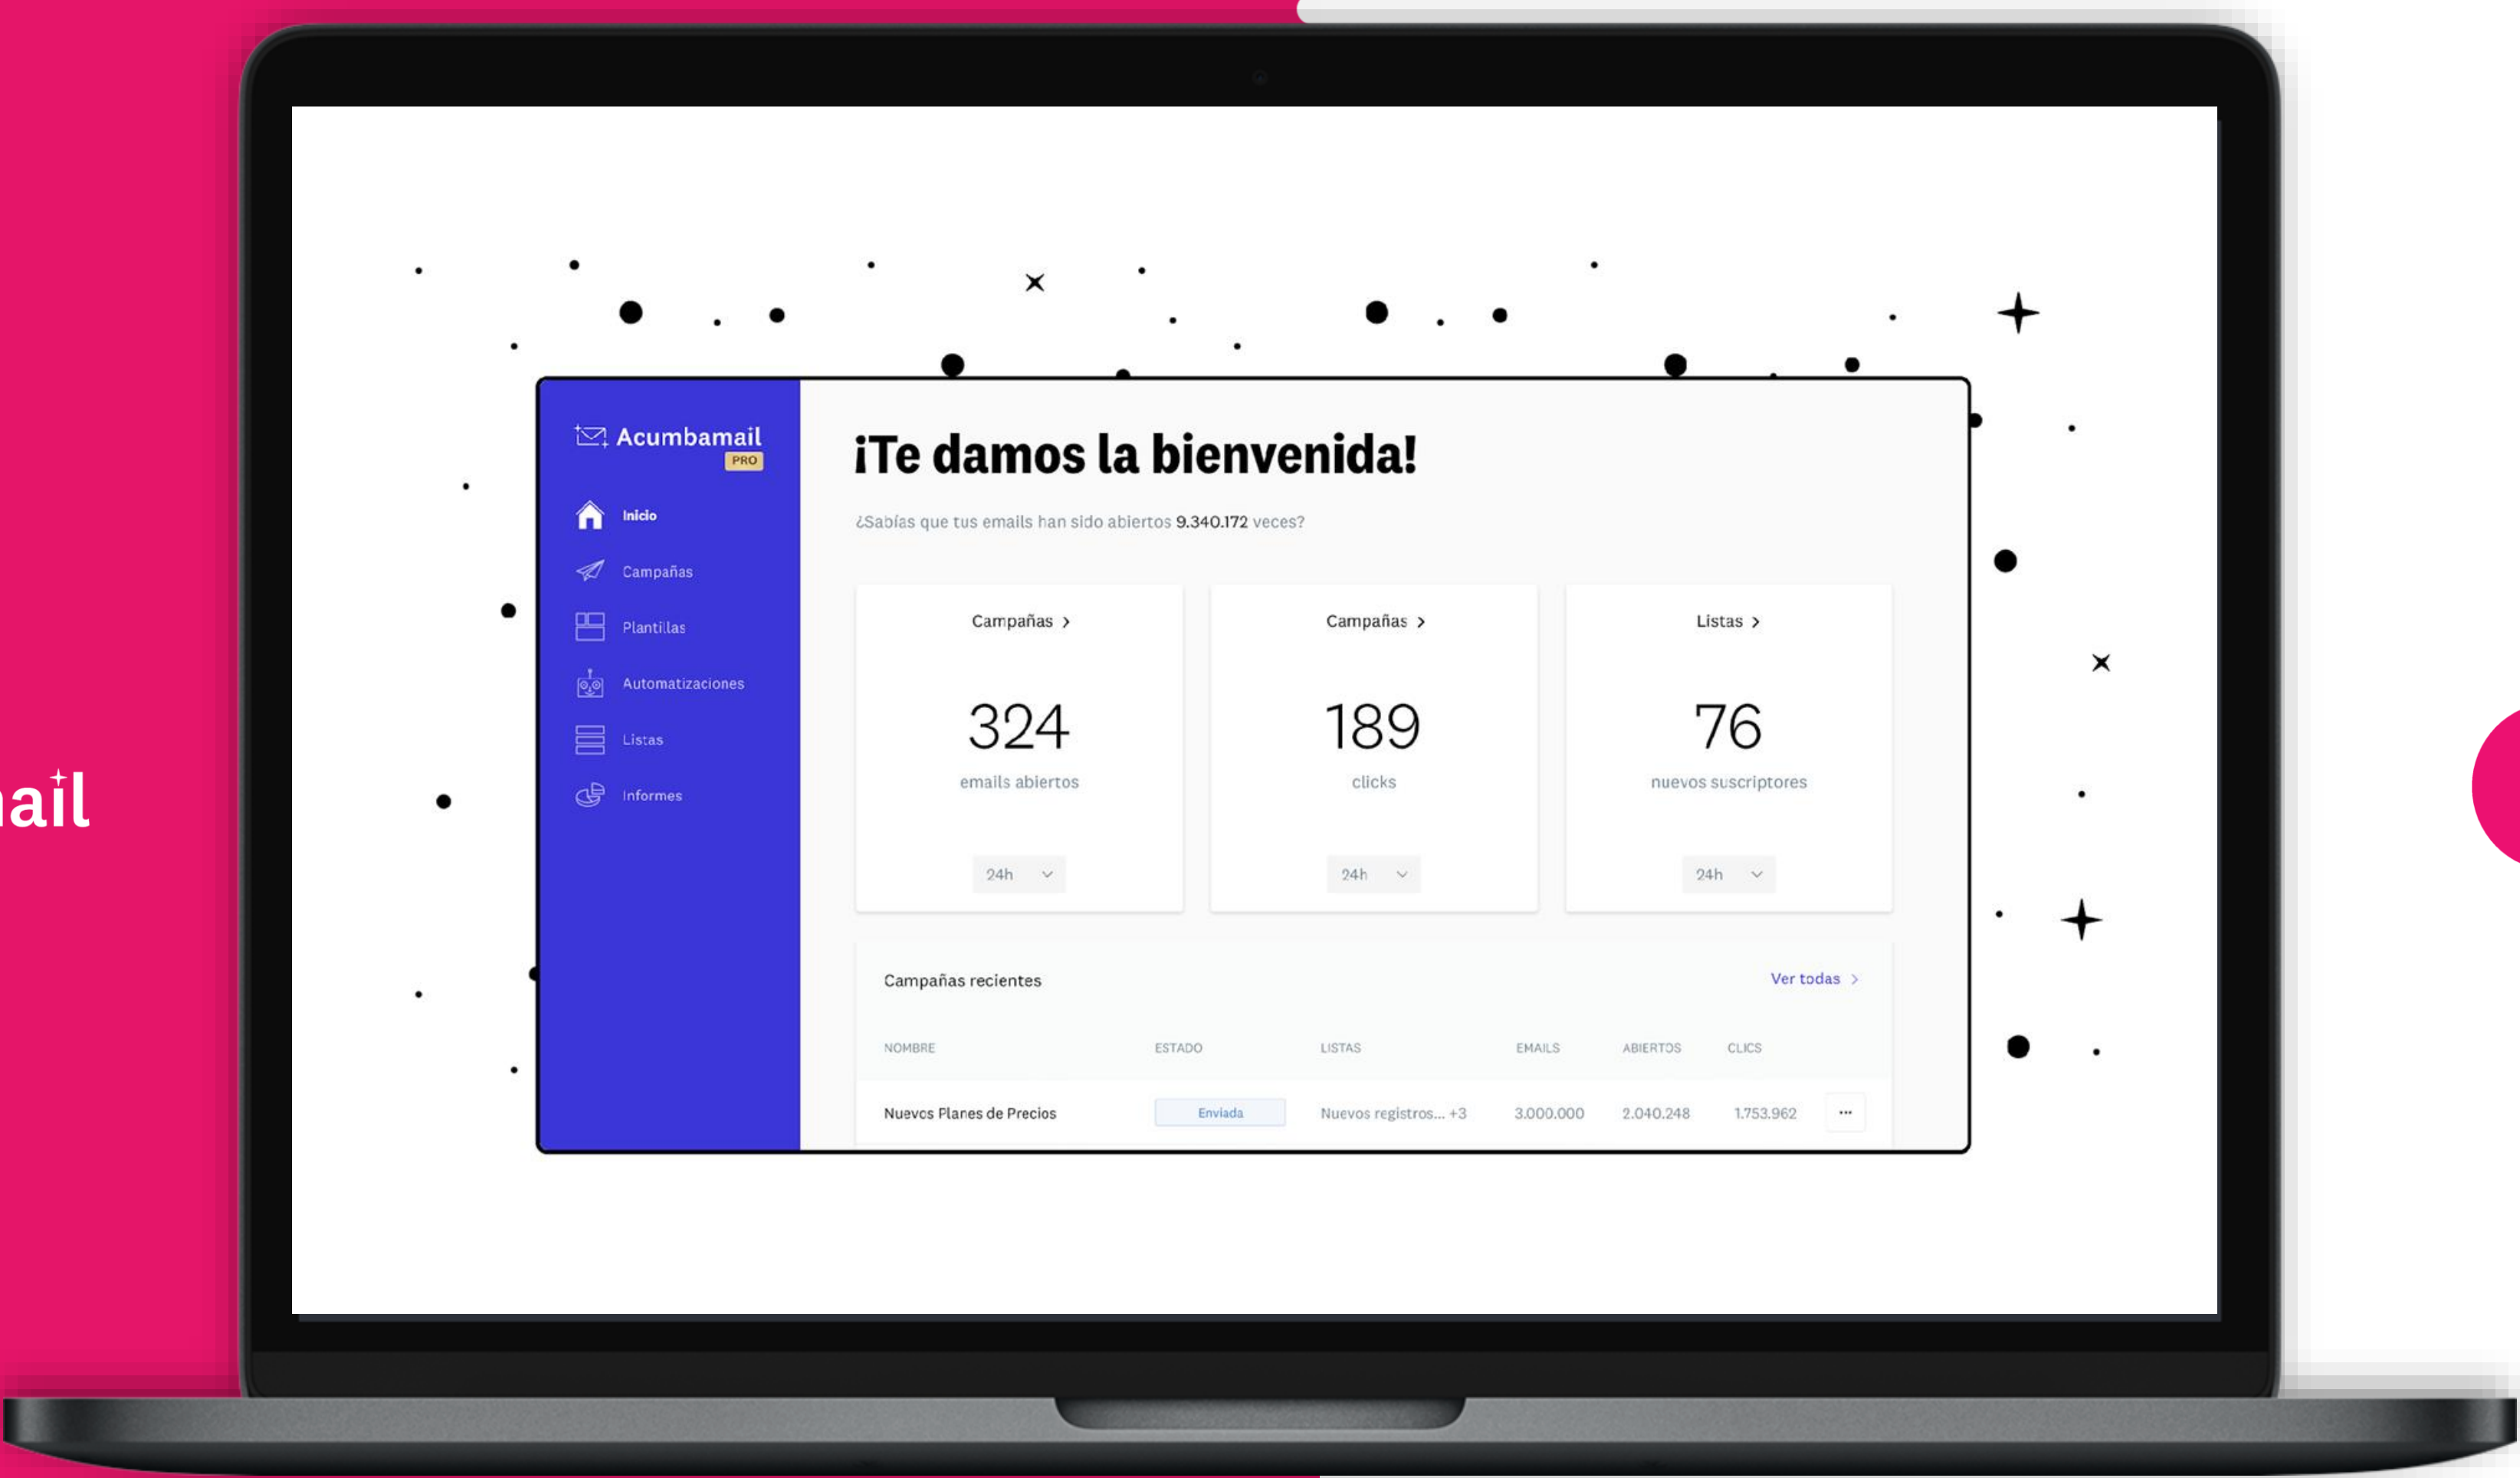 ail
Acumbamail
PRO
Inicio
Campañas
Plantillas
Automatizaciones
Listas
Informes
¡Te damos la bienvenida!
¿Sabías que tus emails han sido abiertos 9.340.172 veces?
Campañas >
324
emails abiertos
24h
Campañas >
189
clicks
24h
Listas >
76
nuevos suscriptores
24h
Campañas recientes
Ver todas >
NOMBRE ESTADO LISTAS EMAILS ABIERTOS CLICS
Nuevos Planes de Precios Enviada Nuevos registros... +3 3.000.000 2.040.248 1.753.962 ...